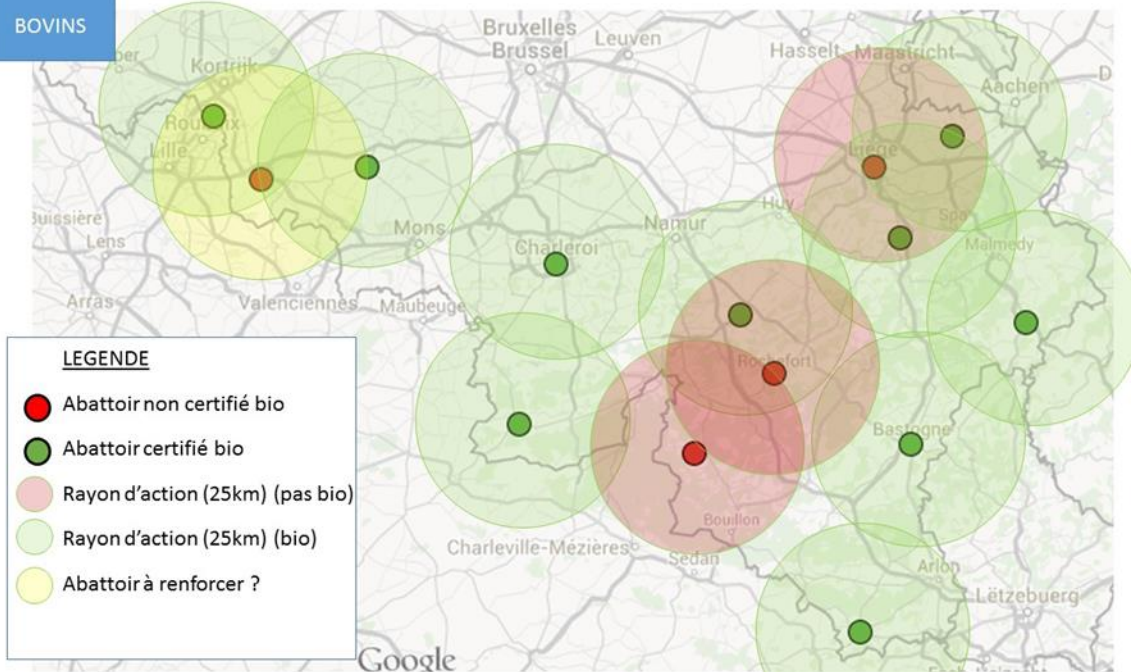 BOVINS
Bruxelles
Brussel
Leuven
Hasselt
Maastricht
Aachen
Kortrijk
Lille
Liège
Huy
Spa
Namur
Mons
Charleroi
Malmedy
Buissière
Lens
Arras
Valenciennes
Maubeuge
Rochefort
Bastogne
Bouillon
Charleville-Mézières
Sedan
Arlon
Lëtzebuerg
Google
LEGENDE
Abattoir non certifié bio
Abattoir certifié bio
Rayon d'action (25km) (pas bio)
Rayon d'action (25km) (bio)
Abattoir à renforcer ?